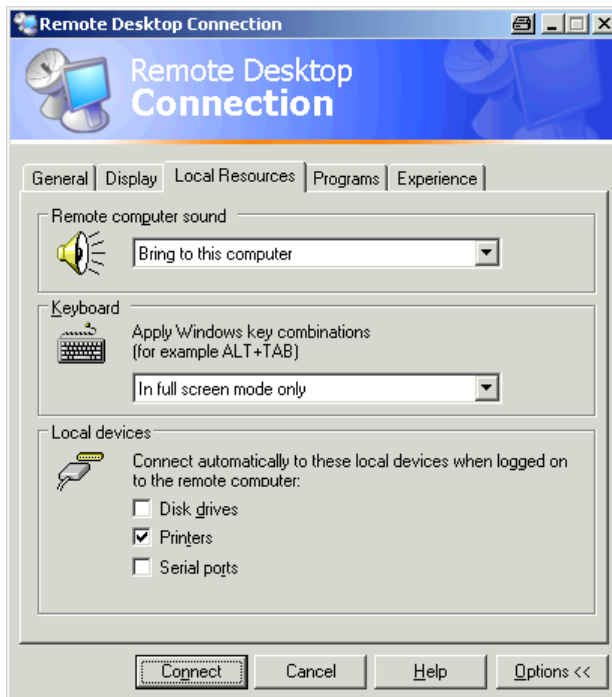 Remote Desktop Connection
Remote Desktop
Connection
General Display Local Resources Programs Experience
Remote computer sound
Bring to this computer
Keyboard
Apply Windows key combinations
(for example ALT+TAB)
In full screen mode only
Local devices
Connect automatically to these local devices when logged on
to the remote computer:
Disk drives
Printers
Serial ports
Connect Cancel Help Options <<